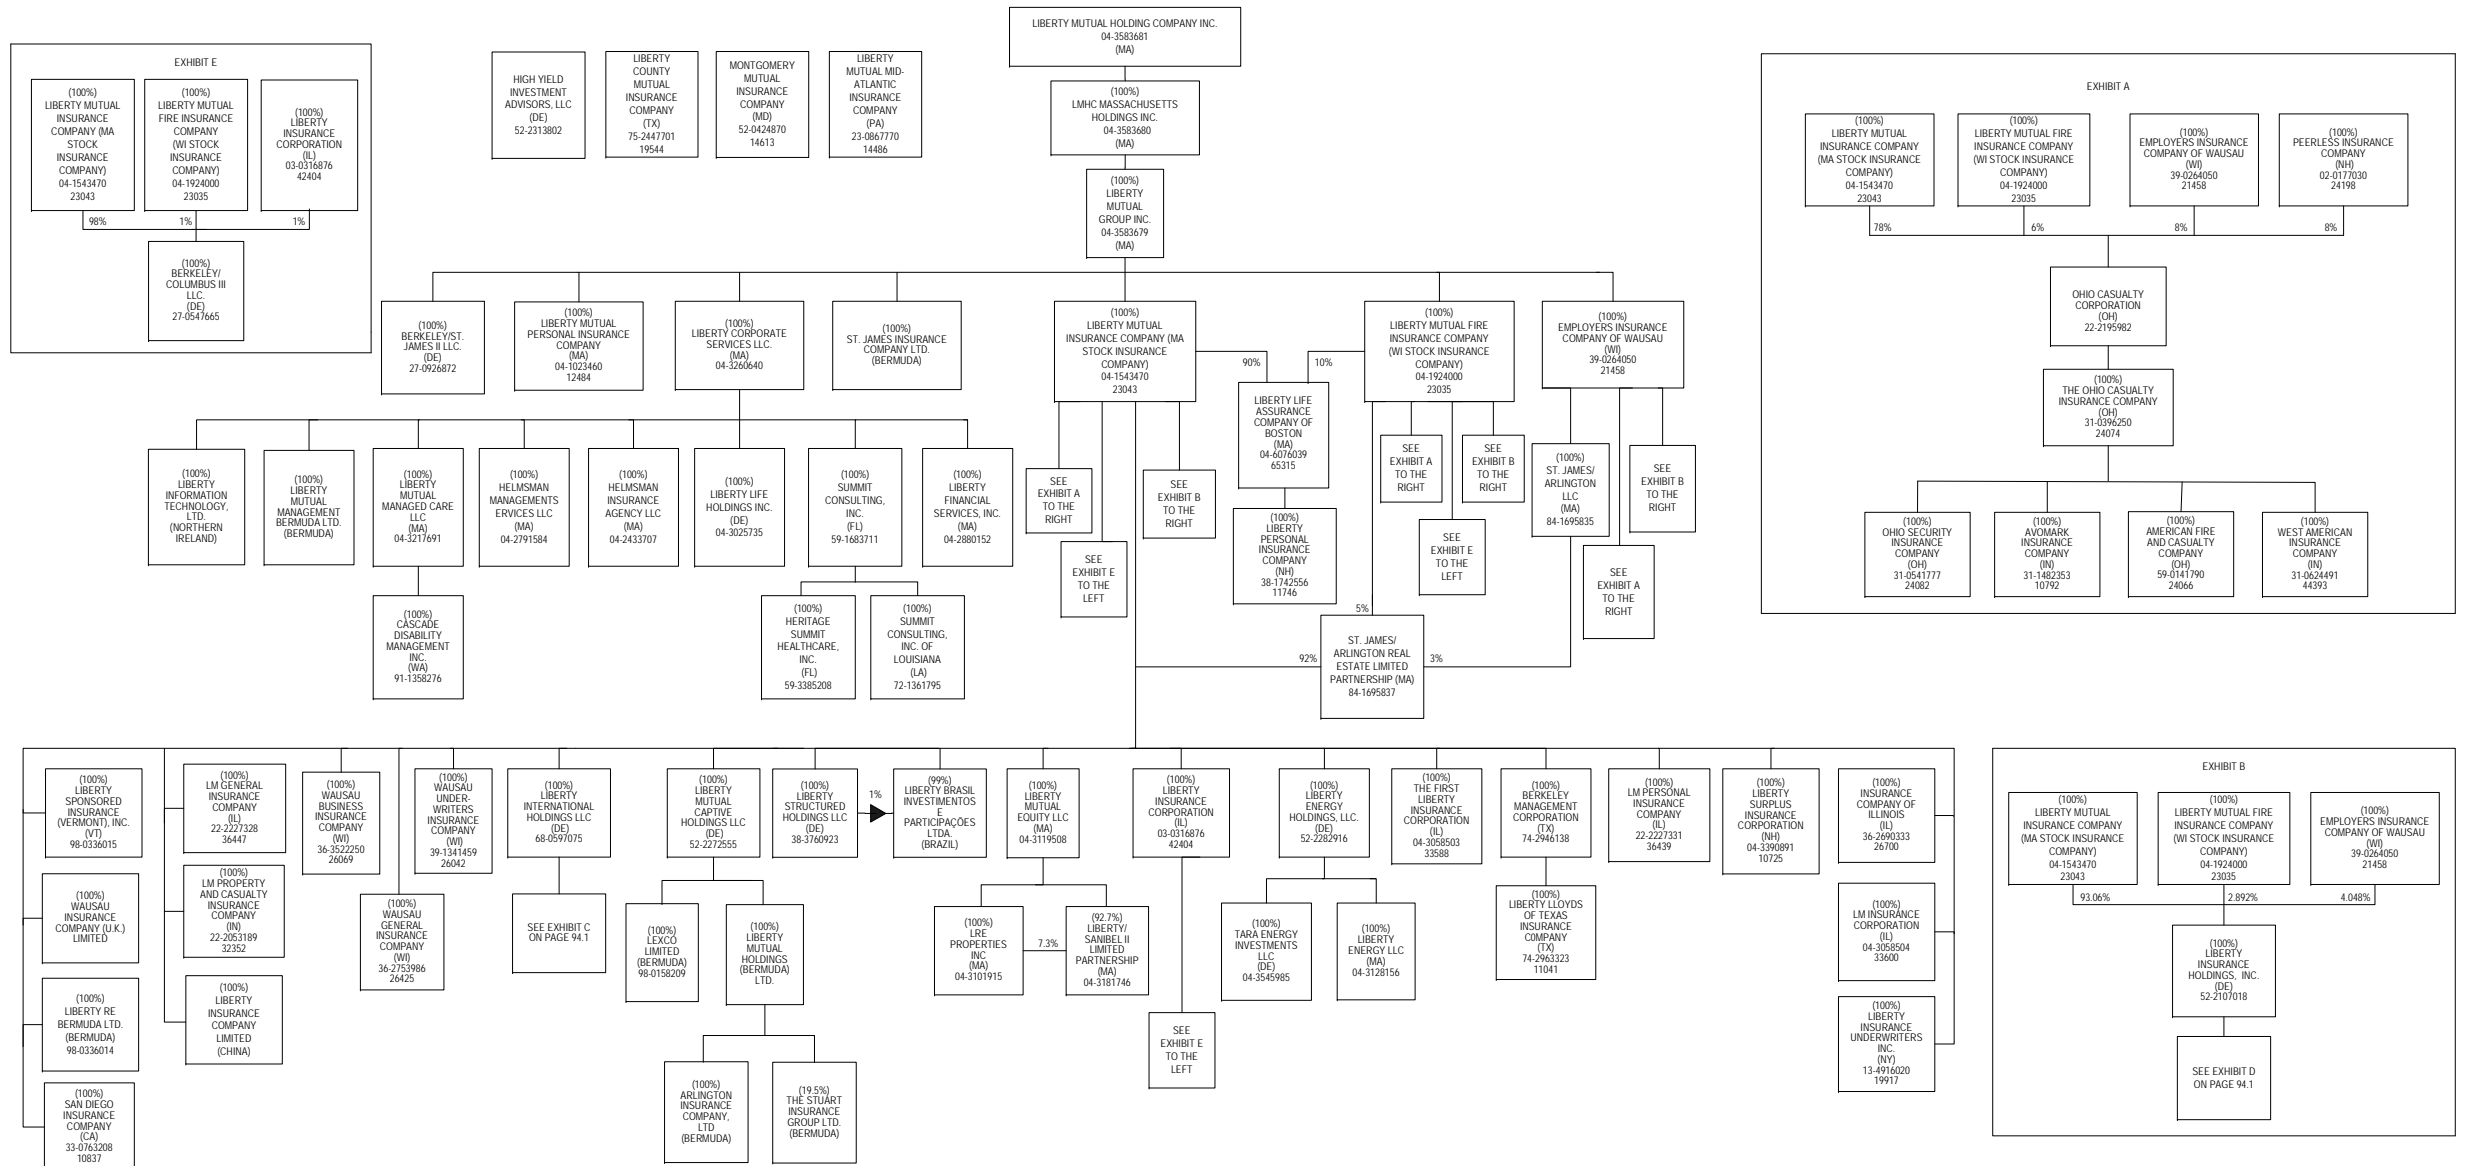 LIBERTY MUTUAL HOLDING COMPANY INC.
04-3583681
(MA)
(100%)
LMHC MASSACHUSETTS
HOLDINGS INC.
04-3583680
(MA)
(100%)
LIBERTY
MUTUAL
GROUP INC.
04-3583679
(MA)
EXHIBIT E
(100%)
LIBERTY MUTUAL
INSURANCE
COMPANY (MA
STOCK
INSURANCE
COMPANY)
04-1543470
23043
(100%)
LIBERTY MUTUAL
FIRE INSURANCE
COMPANY
(WI STOCK
INSURANCE
COMPANY)
04-1924000
23035
(100%)
LIBERTY
INSURANCE
CORPORATION
(IL)
03-0316876
42404
98%
1%
1%
(100%)
BERKELEY/
COLUMBUS III
LLC.
(DE)
27-0547665
HIGH YIELD
INVESTMENT
ADVISORS, LLC
(DE)
52-2313802
LIBERTY
COUNTY
MUTUAL
INSURANCE
COMPANY
(TX)
75-2447701
19544
MONTGOMERY
MUTUAL
INSURANCE
COMPANY
(MD)
52-0424870
14613
LIBERTY
MUTUAL MID-
ATLANTIC
INSURANCE
COMPANY
(PA)
23-0867770
14486
EXHIBIT A
(100%)
LIBERTY MUTUAL
INSURANCE COMPANY
(MA STOCK INSURANCE
COMPANY)
04-1543470
23043
(100%)
LIBERTY MUTUAL FIRE
INSURANCE COMPANY
(WI STOCK INSURANCE
COMPANY)
04-1924000
23035
(100%)
EMPLOYERS INSURANCE
COMPANY OF WAUSAU
(WI)
39-0264050
21458
(100%)
PEERLESS INSURANCE
COMPANY
(NH)
02-0177030
24198
78%
6%
8%
8%
OHIO CASUALTY
CORPORATION
(OH)
22-2195982
(100%)
THE OHIO CASUALTY
INSURANCE COMPANY
(OH)
31-0396250
24074
(100%)
OHIO SECURITY
INSURANCE
COMPANY
(OH)
31-0541777
24082
(100%)
AVOMARK
INSURANCE
COMPANY
(IN)
31-1482353
10792
(100%)
AMERICAN FIRE
AND CASUALTY
COMPANY
(OH)
59-0141790
24066
(100%)
WEST AMERICAN
INSURANCE
COMPANY
(IN)
31-0624491
44393
(100%)
BERKELEY/ST.
JAMES II LLC.
(DE)
27-0926872
(100%)
LIBERTY MUTUAL
PERSONAL INSURANCE
COMPANY
(MA)
04-1023460
12484
(100%)
LIBERTY CORPORATE
SERVICES LLC.
(MA)
04-3260640
(100%)
ST. JAMES INSURANCE
COMPANY LTD.
(BERMUDA)
(100%)
LIBERTY MUTUAL
INSURANCE COMPANY (MA
STOCK INSURANCE
COMPANY)
04-1543470
23043
90%
10%
(100%)
LIBERTY MUTUAL FIRE
INSURANCE COMPANY
(WI STOCK INSURANCE
COMPANY)
04-1924000
23035
(100%)
EMPLOYERS INSURANCE
COMPANY OF WAUSAU
(WI)
39-0264050
21458
LIBERTY LIFE
ASSURANCE
COMPANY OF
BOSTON
(MA)
04-6076039
65315
(100%)
LIBERTY
PERSONAL
INSURANCE
COMPANY
(NH)
38-1742556
11746
(100%)
LIBERTY
INFORMATION
TECHNOLOGY,
LTD.
(NORTHERN
IRELAND)
(100%)
LIBERTY
MUTUAL
MANAGEMENT
BERMUDA LTD.
(BERMUDA)
(100%)
LIBERTY
MUTUAL
MANAGED CARE
LLC
(MA)
04-3217691
(100%)
HELMSMAN
MANAGEMENTS
ERVICES LLC
(MA)
04-2791584
(100%)
HELMSMAN
INSURANCE
AGENCY LLC
(MA)
04-2433707
(100%)
LIBERTY LIFE
HOLDINGS INC.
(DE)
04-3025735
(100%)
SUMMIT
CONSULTING,
INC.
(FL)
59-1683711
(100%)
LIBERTY
FINANCIAL
SERVICES, INC.
(MA)
04-2880152
SEE
EXHIBIT A
TO THE
RIGHT
SEE
EXHIBIT E
TO THE
LEFT
SEE
EXHIBIT B
TO THE
RIGHT
SEE
EXHIBIT A
TO THE
RIGHT
SEE
EXHIBIT E
TO THE
LEFT
SEE
EXHIBIT B
TO THE
RIGHT
(100%)
ST. JAMES/
ARLINGTON
LLC
(MA)
84-1695835
SEE
EXHIBIT A
TO THE
RIGHT
SEE
EXHIBIT B
TO THE
RIGHT
(100%)
CASCADE
DISABILITY
MANAGEMENT
INC.
(WA)
91-1358276
(100%)
HERITAGE
SUMMIT
HEALTHCARE,
INC.
(FL)
59-3385208
(100%)
SUMMIT
CONSULTING,
INC. OF
LOUISIANA
(LA)
72-1361795
5%
92%
3%
ST. JAMES/
ARLINGTON REAL
ESTATE LIMITED
PARTNERSHIP (MA)
84-1695837
(100%)
LIBERTY
SPONSORED
INSURANCE
(VERMONT), INC.
(VT)
98-0336015
(100%)
WAUSAU
INSURANCE
COMPANY (U.K.)
LIMITED
(100%)
LIBERTY RE
BERMUDA LTD.
(BERMUDA)
98-0336014
(100%)
SAN DIEGO
INSURANCE
COMPANY
(CA)
33-0763208
10837
(100%)
LM GENERAL
INSURANCE
COMPANY
(IL)
22-2227328
36447
(100%)
LM PROPERTY
AND CASUALTY
INSURANCE
COMPANY
(IN)
22-2053189
32352
(100%)
LIBERTY
INSURANCE
COMPANY
LIMITED
(CHINA)
(100%)
WAUSAU
BUSINESS
INSURANCE
COMPANY
(WI)
36-3522250
26069
(100%)
WAUSAU
GENERAL
INSURANCE
COMPANY
(WI)
36-2753986
26425
(100%)
WAUSAU
UNDER-
WRITERS
INSURANCE
COMPANY
(WI)
39-1341459
26042
(100%)
LIBERTY
INTERNATIONAL
HOLDINGS LLC
(DE)
68-0597075
SEE EXHIBIT C
ON PAGE 94.1
(100%)
LIBERTY
MUTUAL
CAPTIVE
HOLDINGS LLC
(DE)
52-2272555
(100%)
LEXCO
LIMITED
(BERMUDA)
98-0158209
(100%)
LIBERTY
MUTUAL
HOLDINGS
(BERMUDA)
LTD.
(100%)
ARLINGTON
INSURANCE
COMPANY,
LTD
(BERMUDA)
(19.5%)
THE STUART
INSURANCE
GROUP LTD.
(BERMUDA)
(100%)
LIBERTY
STRUCTURED
HOLDINGS LLC
(DE)
38-3760923
1%
(99%)
LIBERTY BRASIL
INVESTIMENTOS
E
PARTICIPAÇÕES
LTDA.
(BRAZIL)
(100%)
LIBERTY
MUTUAL
EQUITY LLC
(MA)
04-3119508
(100%)
LRE
PROPERTIES
INC
(MA)
04-3101915
7.3%
(92.7%)
LIBERTY/
SANIBEL II
LIMITED
PARTNERSHIP
(MA)
04-3181746
(100%)
LIBERTY
INSURANCE
CORPORATION
(IL)
03-0316876
42404
SEE
EXHIBIT E
TO THE
LEFT
(100%)
LIBERTY
ENERGY
HOLDINGS, LLC.
(DE)
52-2282916
(100%)
TARA ENERGY
INVESTMENTS
LLC
(DE)
04-3545985
(100%)
LIBERTY
ENERGY LLC
(MA)
04-3128156
(100%)
THE FIRST
LIBERTY
INSURANCE
CORPORATION
(IL)
04-3058503
33588
(100%)
BERKELEY
MANAGEMENT
CORPORATION
(TX)
74-2946138
(100%)
LIBERTY LLOYDS
OF TEXAS
INSURANCE
COMPANY
(TX)
74-2963323
11041
(100%)
LM PERSONAL
INSURANCE
COMPANY
(IL)
22-2227331
36439
(100%)
LIBERTY
SURPLUS
INSURANCE
CORPORATION
(NH)
04-3390891
10725
(100%)
INSURANCE
COMPANY OF
ILLINOIS
(IL)
36-2690333
26700
(100%)
LM INSURANCE
CORPORATION
(IL)
04-3058504
33600
(100%)
LIBERTY
INSURANCE
UNDERWRITERS
INC.
(NY)
13-4916020
19917
EXHIBIT B
(100%)
LIBERTY MUTUAL
INSURANCE COMPANY
(MA STOCK INSURANCE
COMPANY)
04-1543470
23043
(100%)
LIBERTY MUTUAL FIRE
INSURANCE COMPANY
(WI STOCK INSURANCE
COMPANY)
04-1924000
23035
(100%)
EMPLOYERS INSURANCE
COMPANY OF WAUSAU
(WI)
39-0264050
21458
93.06%
2.892%
4.048%
(100%)
LIBERTY
INSURANCE
HOLDINGS, INC.
(DE)
52-2107018
SEE EXHIBIT D
ON PAGE 94.1